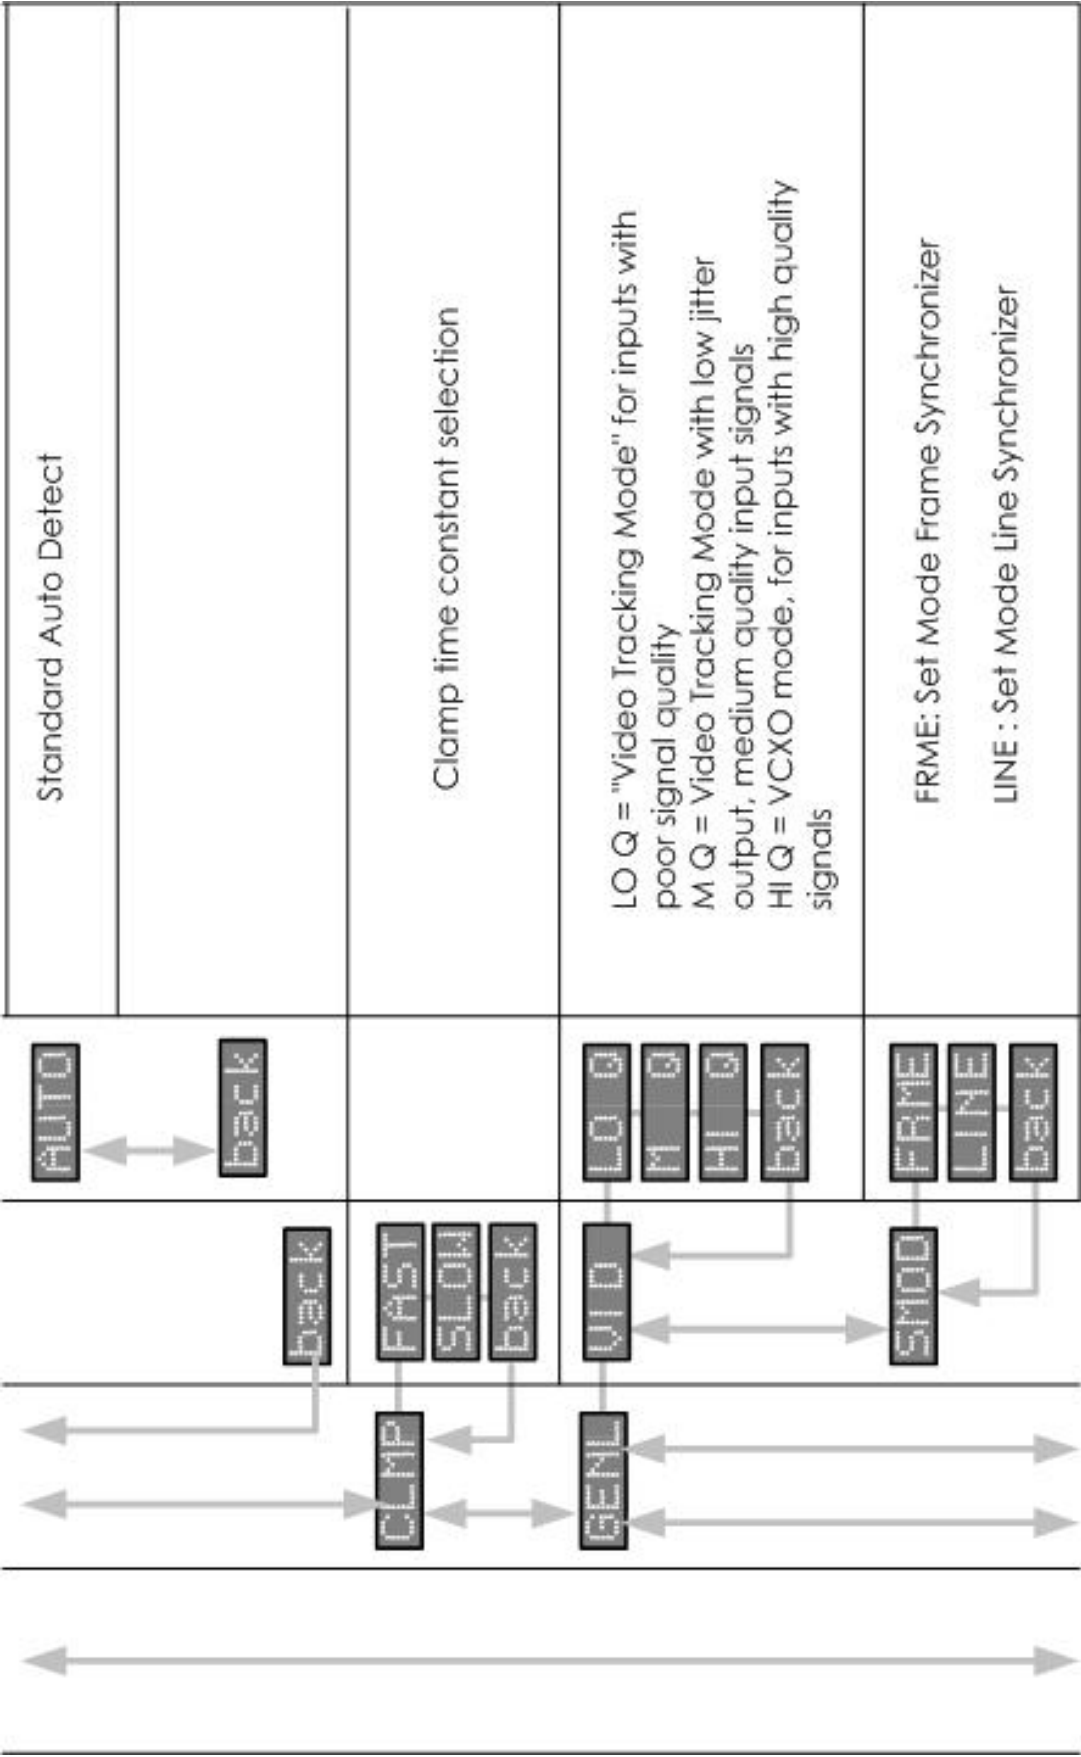 AUTO
Standard Auto Detect
back
back
CLMP
FAST
Clamp time constant selection
SLOW
back
GENL
VID
LO Q
M Q
HI Q
back
LO Q = "Video Tracking Mode" for inputs with
poor signal quality
M Q = Video Tracking Mode with low jitter
output, medium quality input signals
HI Q = VCXO mode, for inputs with high quality
signals
SMOD
FRME
LINE
back
FRME: Set Mode Frame Synchronizer
LINE : Set Mode Line Synchronizer